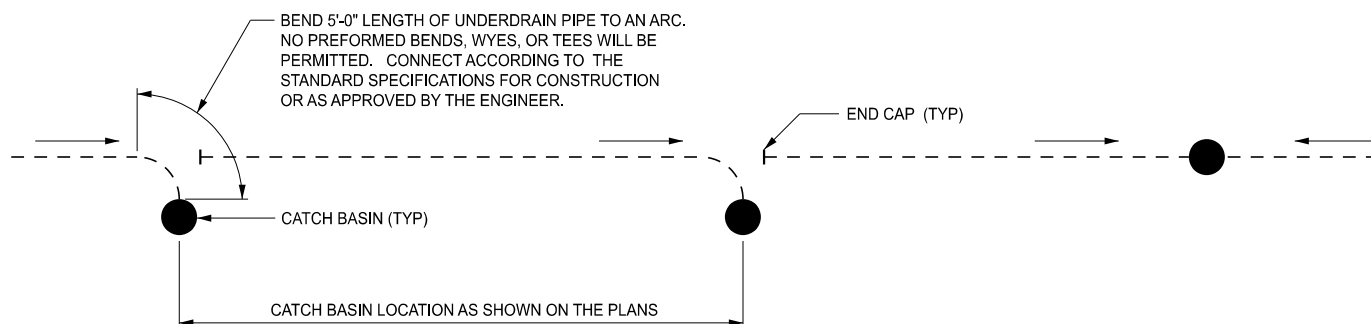 BEND 5'-0" LENGTH OF UNDERDRAIN PIPE TO AN ARC.
NO PREFORMED BENDS, WYES, OR TEES WILL BE
PERMITTED. CONNECT ACCORDING TO THE
STANDARD SPECIFICATIONS FOR CONSTRUCTION
OR AS APPROVED BY THE ENGINEER.
END CAP (TYP)
CATCH BASIN (TYP)
CATCH BASIN LOCATION AS SHOWN ON THE PLANS